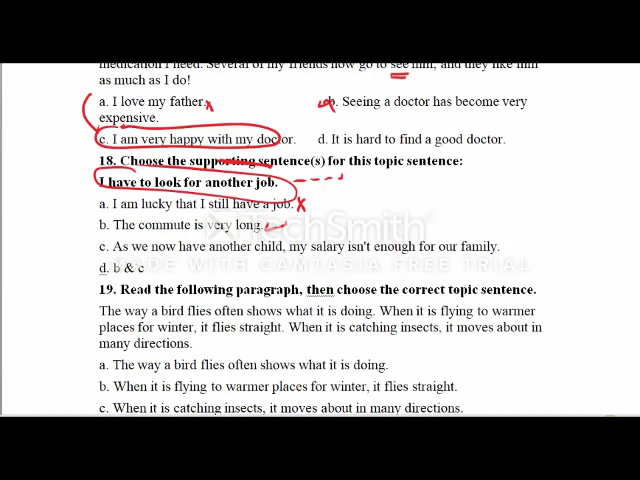 medication I need. Several of my friends now go to see him, and they like him
as much as I do!
a. I love my father. b. Seeing a doctor has become very
expensive.
c. I am very happy with my doctor. d. It is hard to find a good doctor.
18. Choose the supporting sentence(s) for this topic sentence:
I have to look for another job.
a. I am lucky that I still have a job.
b. The commute is very long.
TechSmith
c. As we now have another child, my salary isn't enough for our family.
MADE WITH CAMTASIA FREE TRIAL
d. b & c
19. Read the following paragraph, then choose the correct topic sentence.
The way a bird flies often shows what it is doing. When it is flying to warmer
places for winter, it flies straight. When it is catching insects, it moves about in
many directions.
a. The way a bird flies often shows what it is doing.
b. When it is flying to warmer places for winter, it flies straight.
c. When it is catching insects, it moves about in many directions.